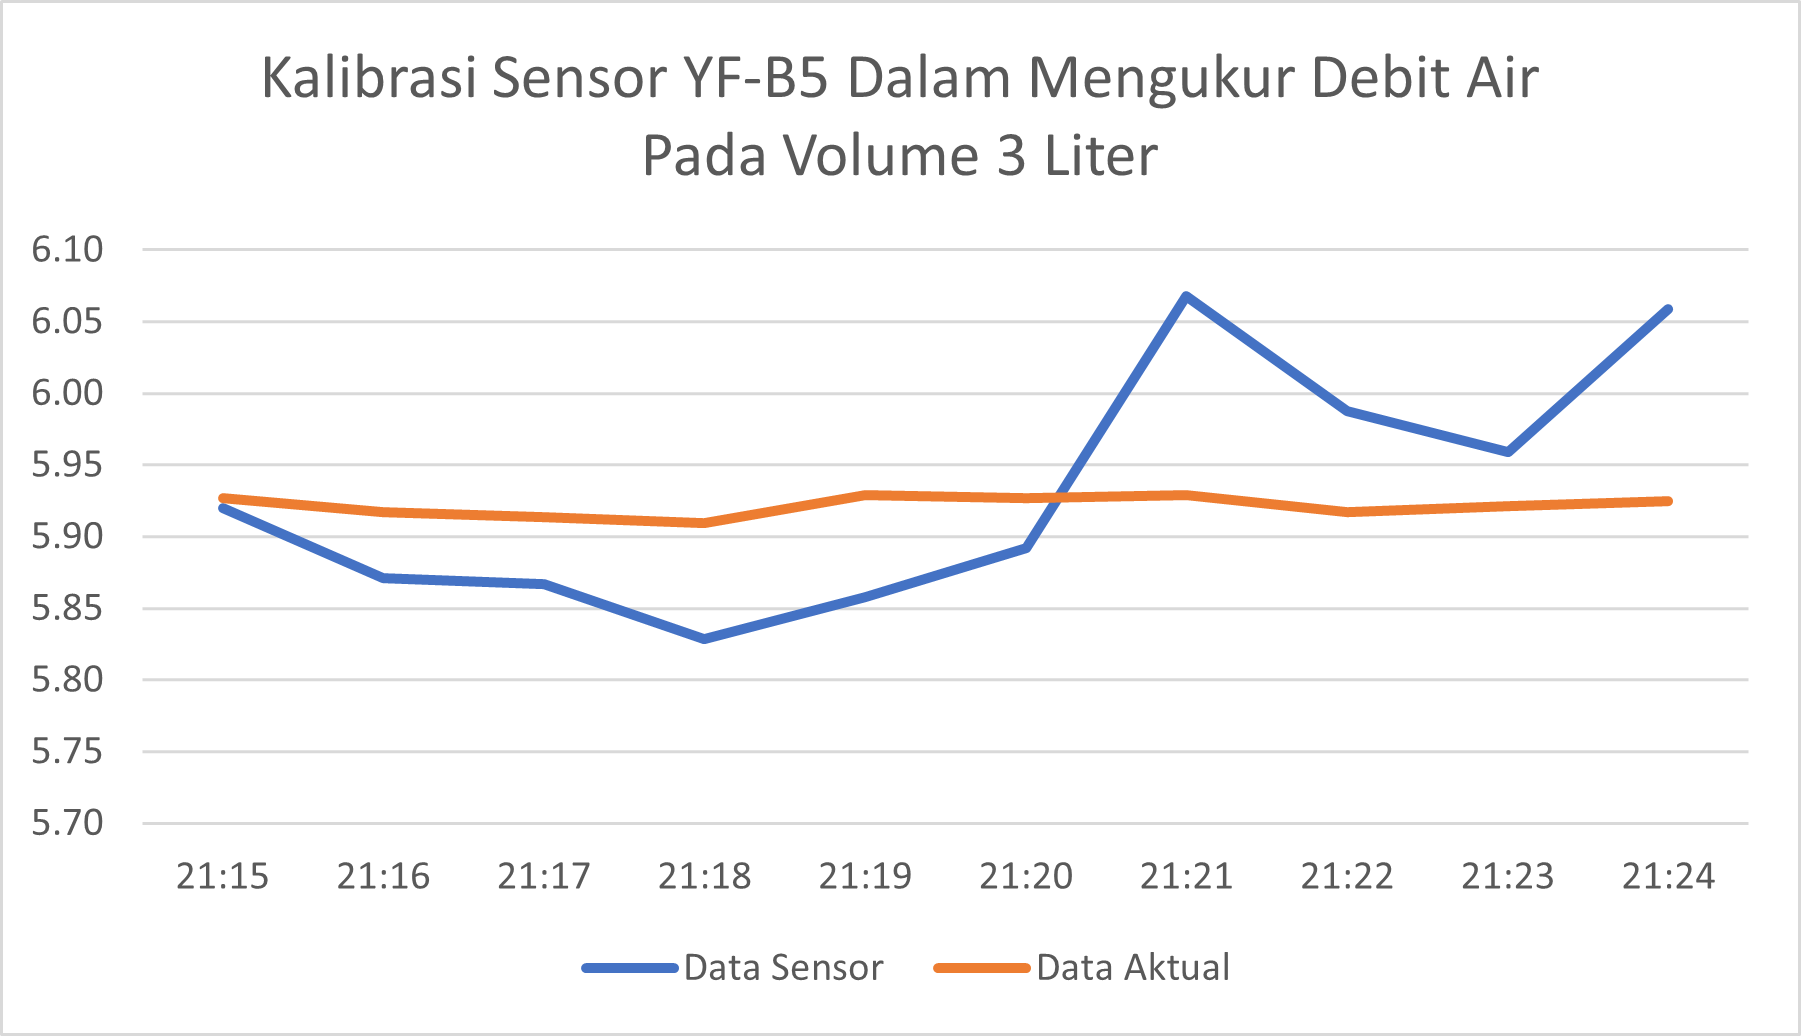 Kalibrasi Sensor YF-B5 Dalam Mengukur Debit Air
Pada Volume 3 Liter
6.10
6.05
6.00
5.95
5.90
5.85
5.80
5.75
5.70
21:15 21:16 21:17 21:18 21:19 21:20 21:21 21:22 21:23 21:24
Data Sensor Data Aktual